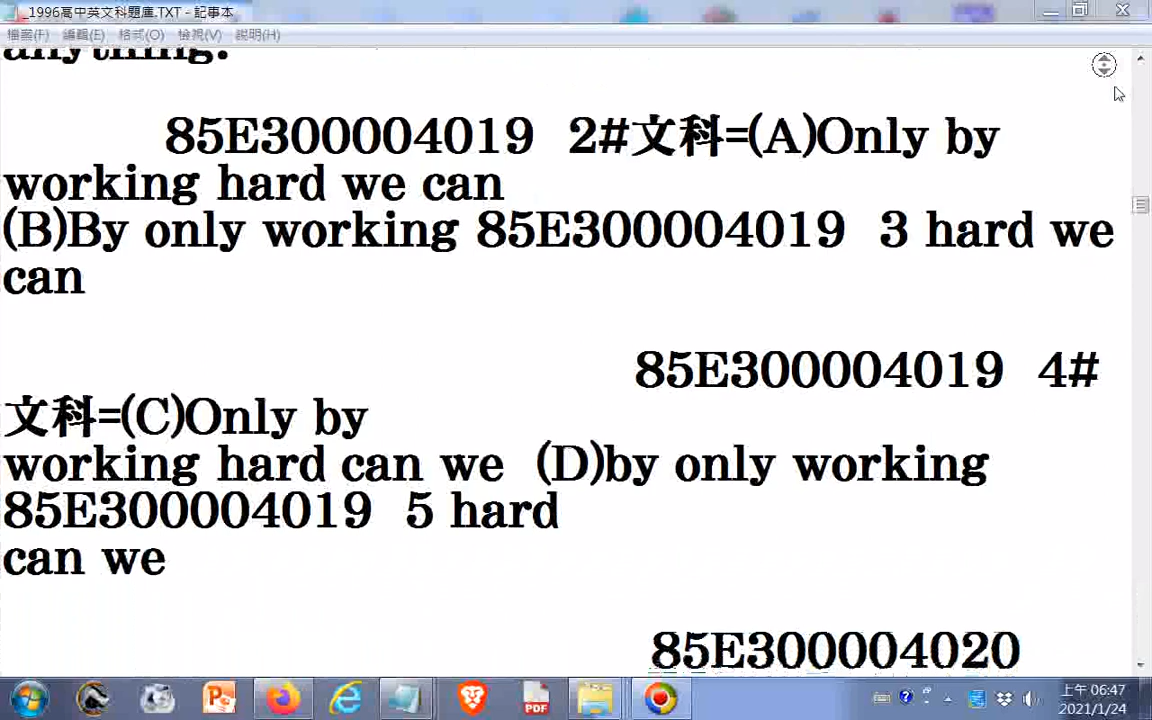 _1996高中英文科題庫.TXT - 記事本
檔案(F) 編輯(E) 格式(O) 檢視(V) 說明(H)
anything.
85E300004019 2#文科=(A)Only by
working hard we can
(B)By only working 85E300004019 3 hard we
can
85E300004019 4#
文科=(C)Only by
working hard can we (D)by only working
85E300004019 5 hard
can we
85E300004020
上午 06:47
2021/1/24